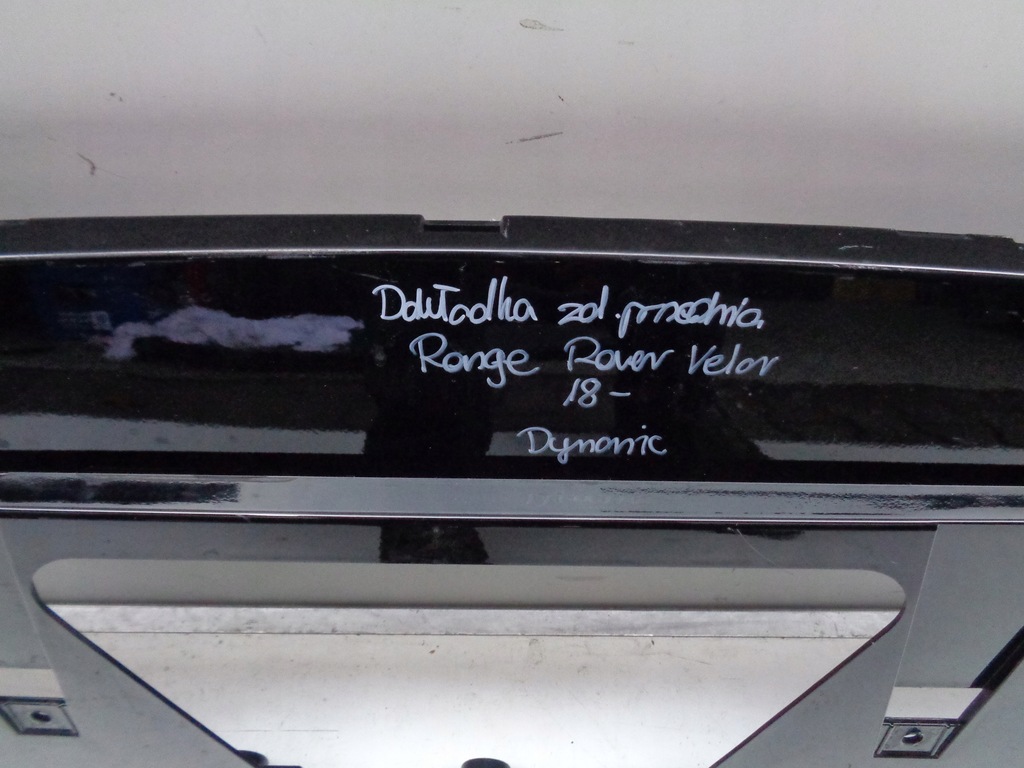 Dokładka zd. przednia
Range Rover Velar
18-
Dynamic